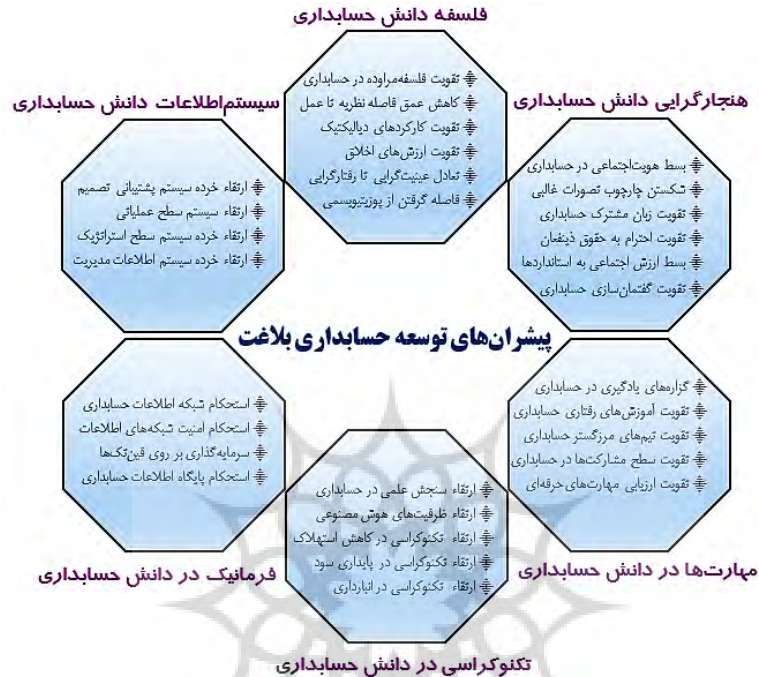 فلسفه دانش حسابداری
تقویت فلسفه‌مراوده در حسابداری
کاهش عمق فاصله نظریه تا عمل
تقویت کارکردهای دیالیکتیک
تقویت ارزش‌های اخلاق
تعادل عینیت‌گرایی تا رفتارگرایی
فاصله گرفتن از پوزیتیویسمی
هنجارگرایی دانش حسابداری
بسط هویت‌اجتماعی در حسابداری
شکستن چارچوب تصورات غالبی
تقویت زبان مشترک حسابداری
تقویت احترام به حقوق ذینفعان
بسط ارزش اجتماعی به استانداردها
تقویت گفتمان‌سازی حسابداری
سیستم‌اطلاعات دانش حسابداری
ارتقاء خرده سیستم پشتیبانی تصمیم
ارتقاء سیستم سطح عملیاتی
ارتقاء خرده سیستم سطح استراتژیک
ارتقاء خرده سیستم اطلاعات مدیریت
پیشران‌های توسعه حسابداری بلاغت
گزاره‌های یادگیری در حسابداری
تقویت آموزش‌های رفتاری حسابداری
تقویت تیم‌های مرزگستر حسابداری
تقویت سطح مشارکت‌ها در حسابداری
تقویت ارزیابی مهارت‌های حرفه‌ای
مهارت‌ها در دانش حسابداری
استحکام شبکه اطلاعات حسابداری
استحکام امنیت شبکه‌های اطلاعات
سرمایه‌گذاری بر روی فین‌تک‌ها
استحکام پایگاه اطلاعات حسابداری
فرمانیک در دانش حسابداری
ارتقاء سنجش علمی در حسابداری
ارتقاء ظرفیت‌های هوش مصنوعی
ارتقاء تکنوکراسی در کاهش استهلاک
ارتقاء تکنوکراسی در پایداری سود
ارتقاء تکنوکراسی در انبارداری
تکنوکراسی در دانش حسابداری